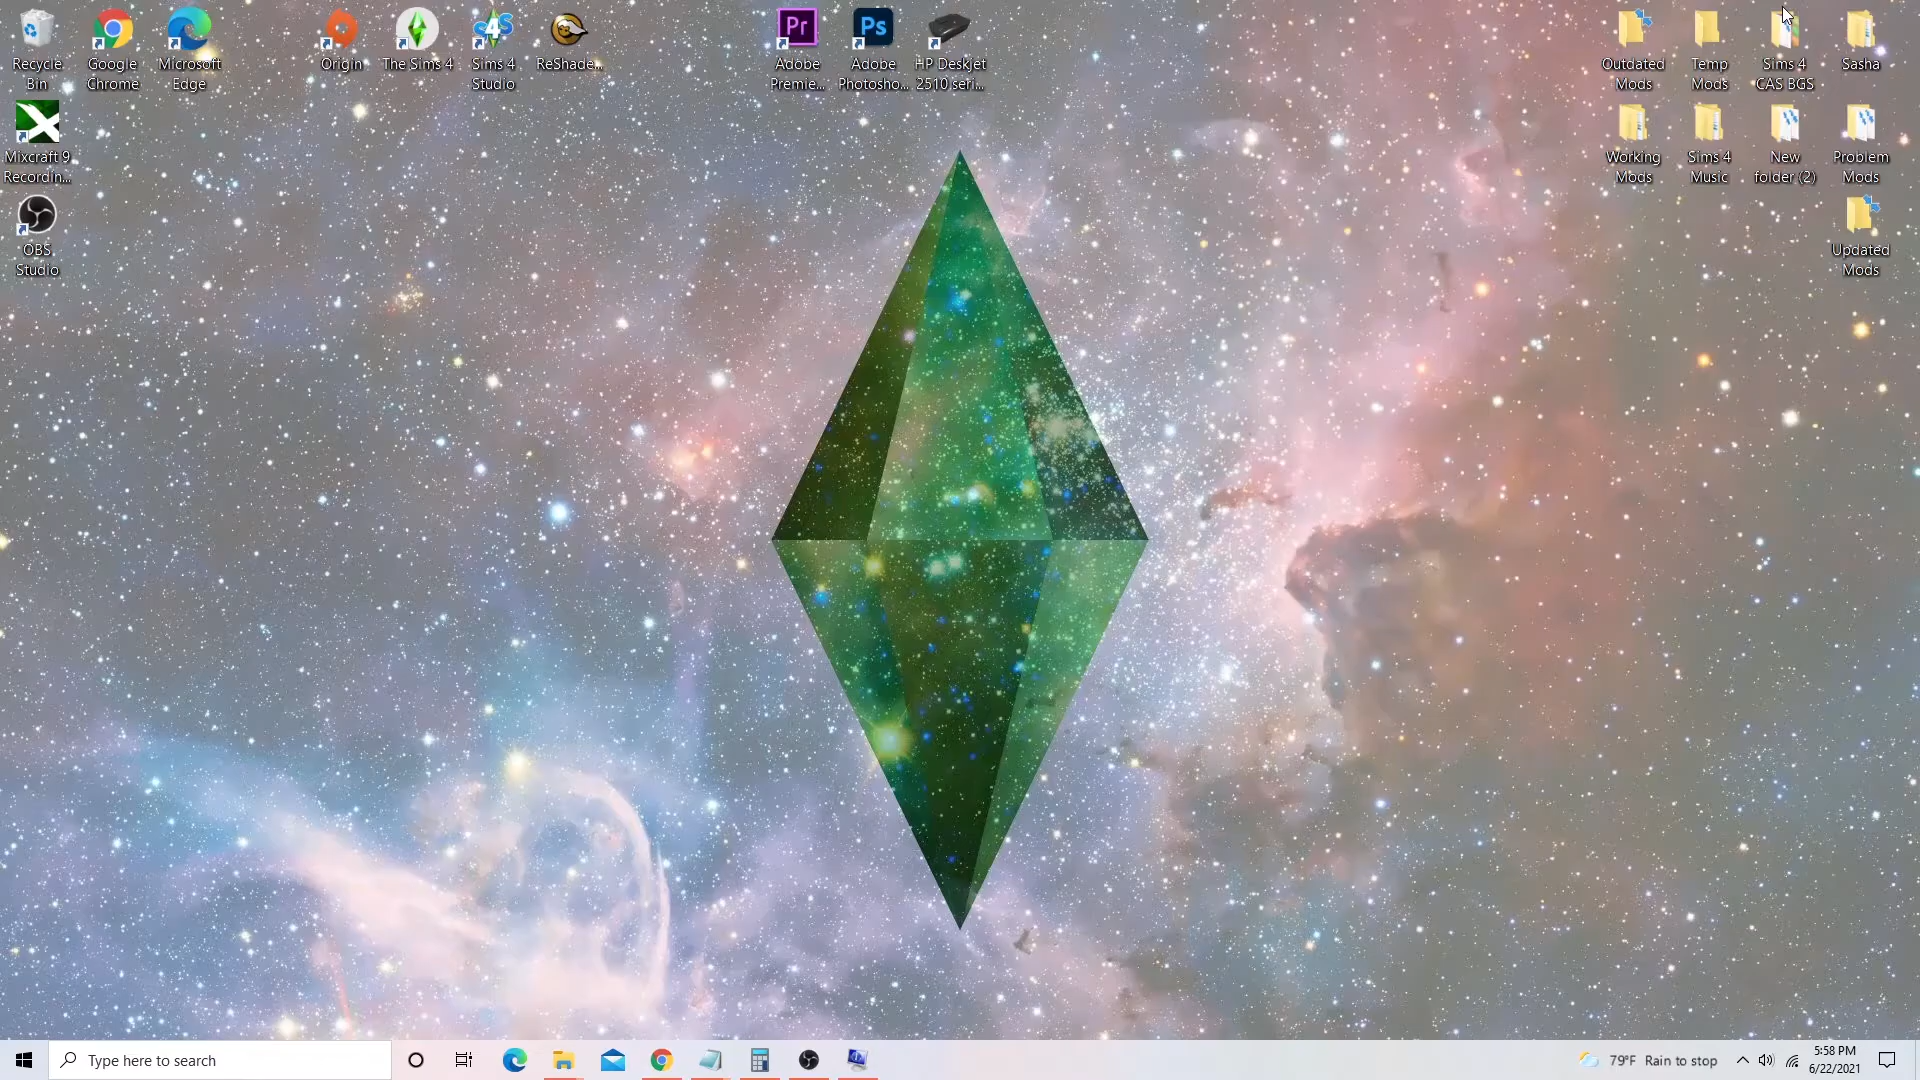 Recycle
Bin
Google
Chrome
Microsoft
Edge
Origin
The Sims 4
Sims 4
Studio
ReShade...
Pr
Adobe
Premie...
Ps
Adobe
Photosho...
HP Deskjet
2510 seri...
Outdated
Mods
Temp
Mods
Sims 4
CAS BGS
Sasha
Mixcraft 9
Recordin...
Working
Mods
Sims 4
Music
New
folder (2)
Problem
Mods
OBS
Studio
Updated
Mods
Type here to search
79°F Rain to stop
5:58 PM
6/22/2021